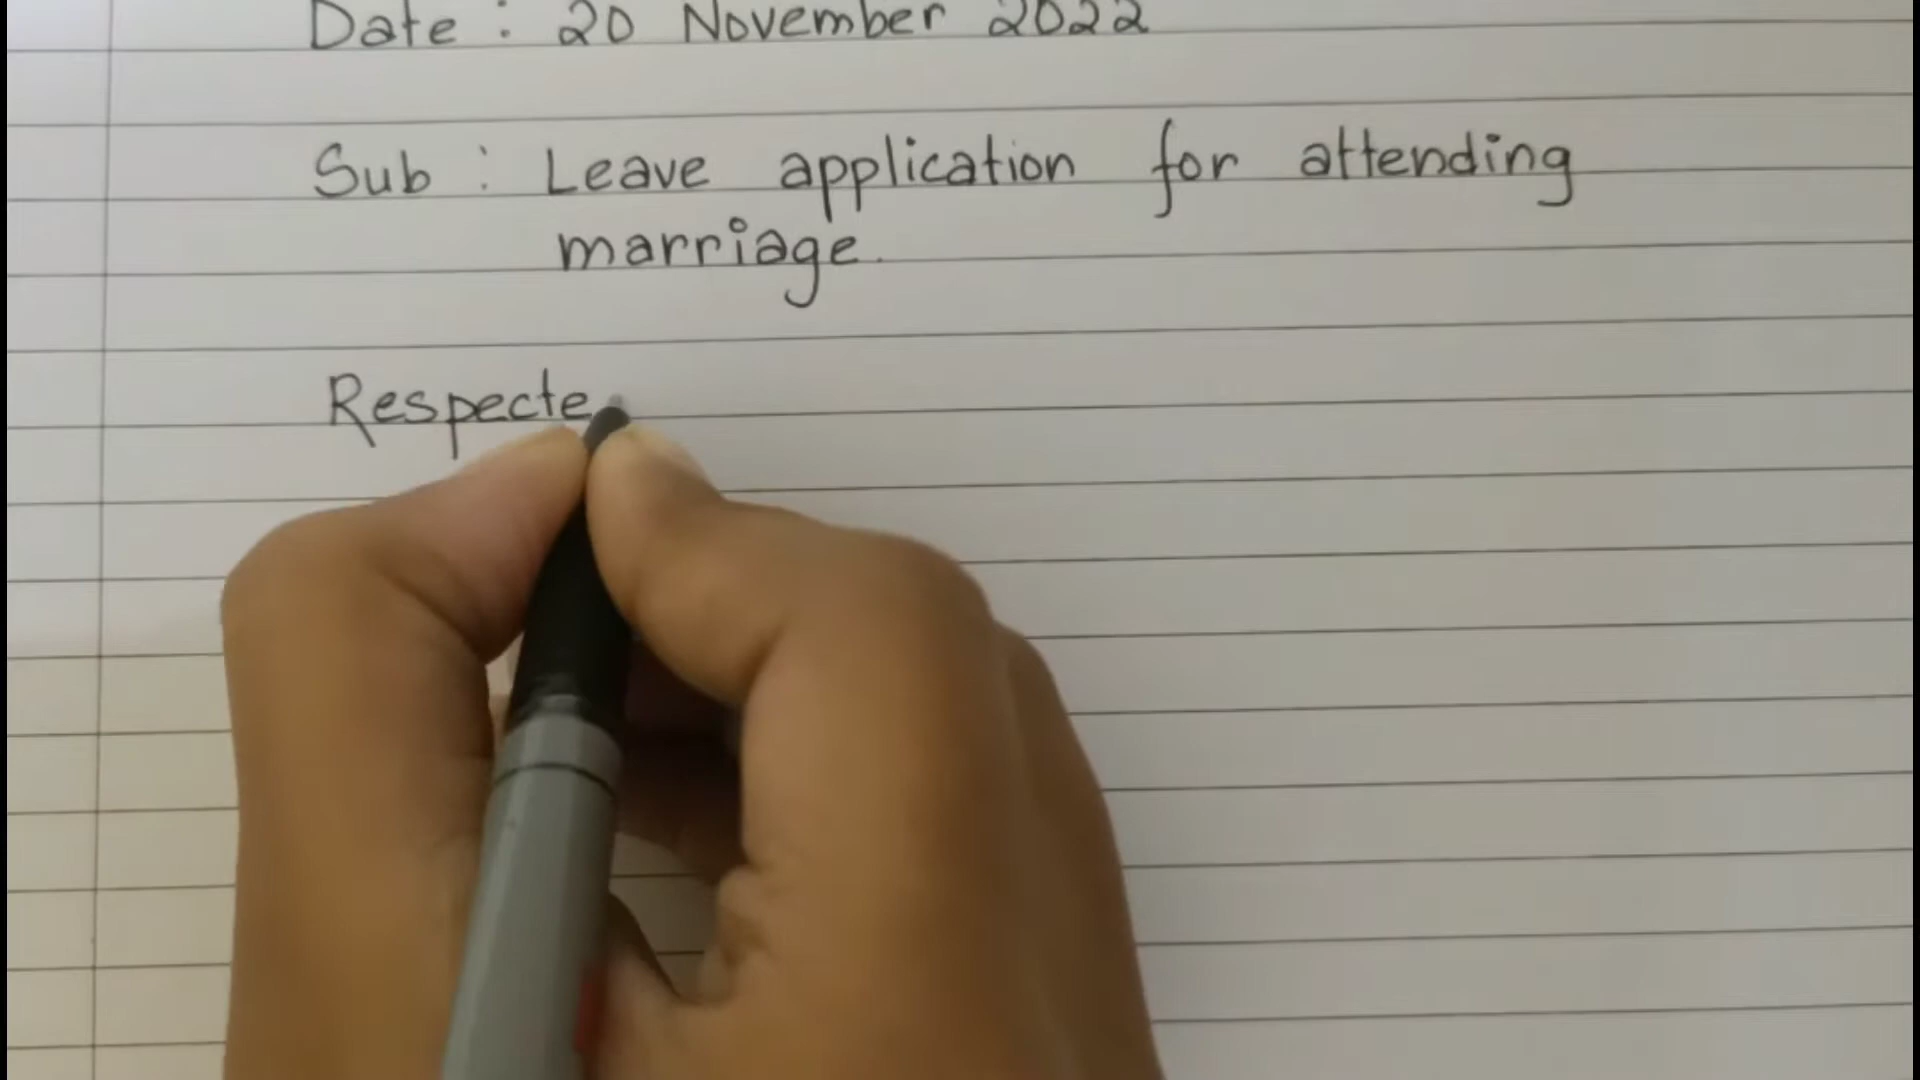 Date : 20 November 2022
Sub : Leave application for attending
marriage.
Respecte